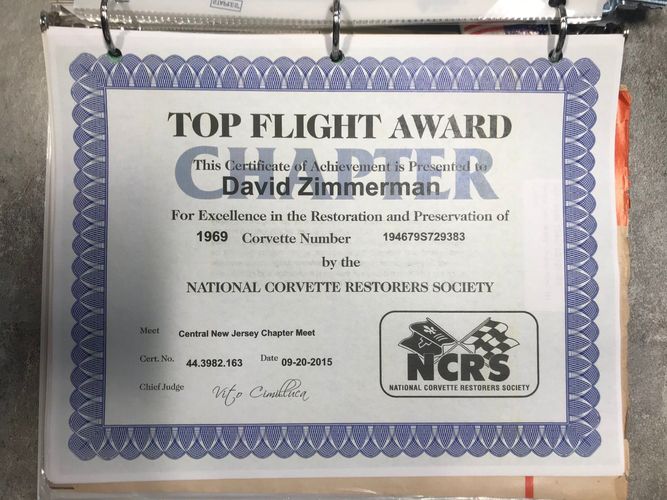 TOP FLIGHT AWARD
CHAPTER
This Certificate of Achievement is Presented to
David Zimmerman
For Excellence in the Restoration and Preservation of
1969 Corvette Number 194679S729383
by the
NATIONAL CORVETTE RESTORERS SOCIETY
Meet Central New Jersey Chapter Meet
Cert. No. 44.3982.163 Date 09-20-2015
Chief Judge Vito Cimilluca
NCRS
NATIONAL CORVETTE RESTORERS SOCIETY